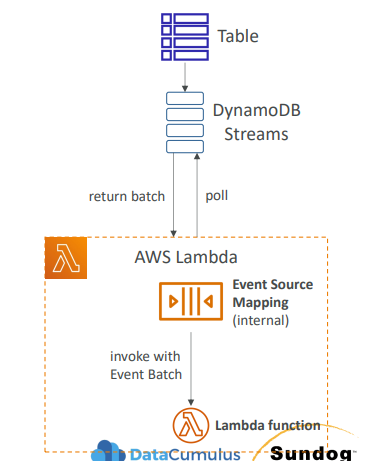 Table
DynamoDB
Streams
return batch
poll
AWS Lambda
Event Source
Mapping
(internal)
invoke with
Event Batch
Lambda function
DataCumulus
Sundog